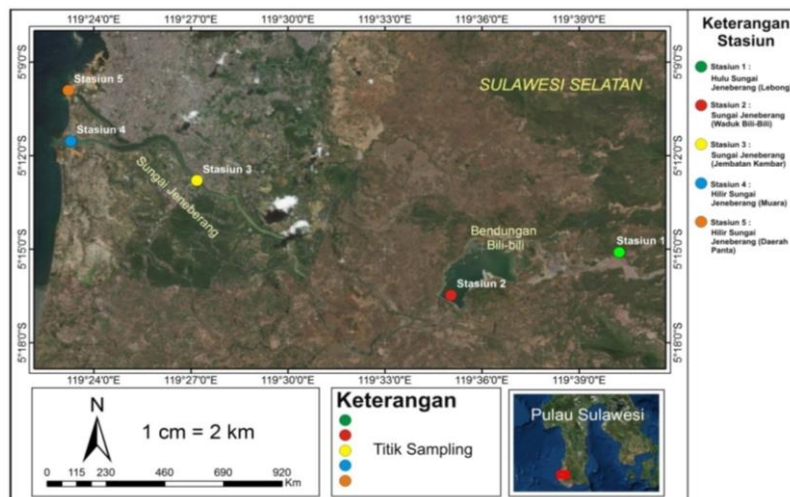 119°24'0"E 119°27'0"E 119°30'0"E 119°33'0"E 119°36'0"E 119°39'0"E
5°9'0"S
5°12'0"S
5°15'0"S
5°18'0"S
Stasiun 5
SULAWESI SELATAN
Stasiun 4
Stasiun 3
Sungai Jeneberang
Bendungan
Bili-bili
Stasiun 1
Stasiun 2
5°9'0"S
5°12'0"S
5°15'0"S
5°18'0"S
119°24'0"E 119°27'0"E 119°30'0"E 119°33'0"E 119°36'0"E 119°39'0"E
Keterangan
Stasiun
Stasiun 1 :
Hulu Sungai
Jeneberang (Lebong)
Stasiun 2 :
Sungai Jeneberang
(Waduk Bili-Bili)
Stasiun 3 :
Sungai Jeneberang
(Jembatan Kembar)
Stasiun 4 :
Hilir Sungai
Jeneberang (Muara)
Stasiun 5 :
Hilir Sungai
Jeneberang (Daerah
Panta)
N
1 cm = 2 km
0 115 230 460 690 920
Km
Keterangan
Titik Sampling
Pulau Sulawesi